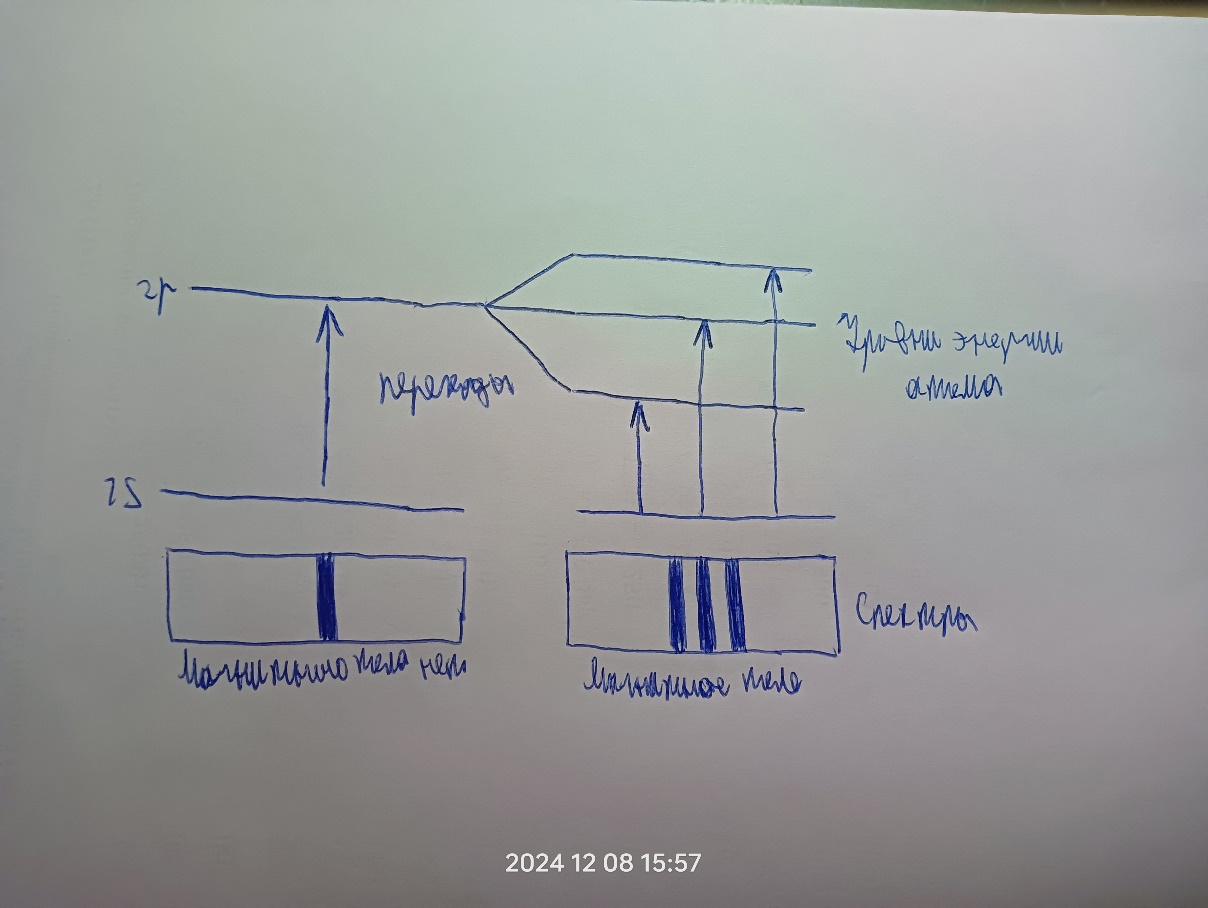 2p
переходы
Уровни энергии
атома
1S
Спектры
Магнитного поля нет
Магнитное поле
2024 12 08 15:57